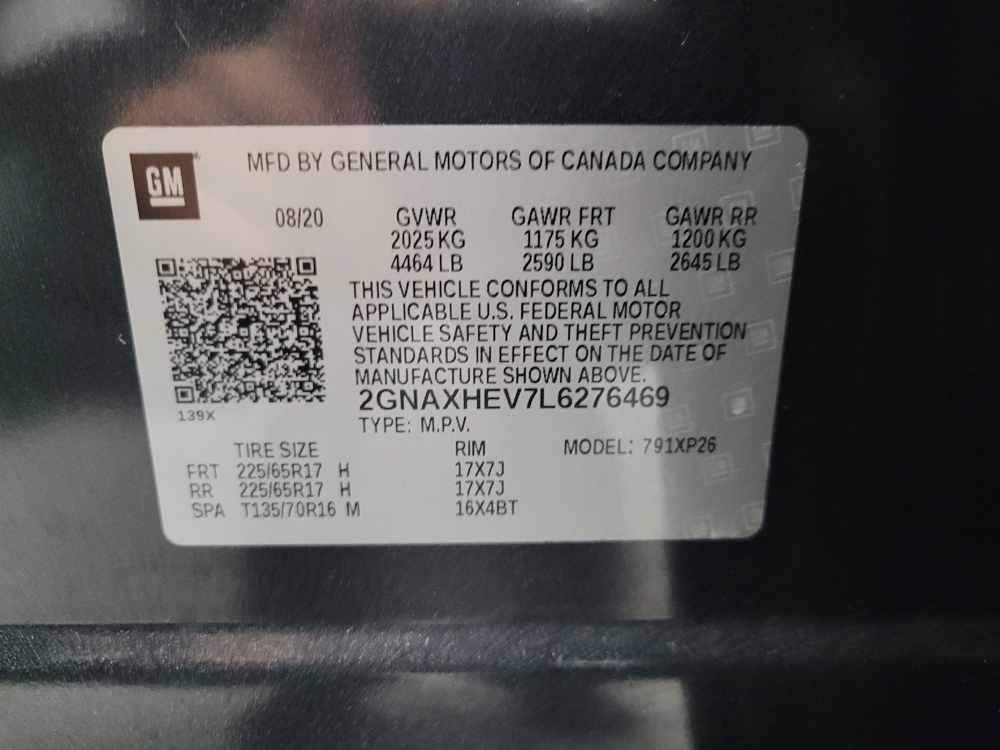 GM
MFD BY GENERAL MOTORS OF CANADA COMPANY
08/20 GVWR GAWR FRT GAWR RR
2025 KG 1175 KG 1200 KG
4464 LB 2590 LB 2645 LB
THIS VEHICLE CONFORMS TO ALL
APPLICABLE U.S. FEDERAL MOTOR
VEHICLE SAFETY AND THEFT PREVENTION
STANDARDS IN EFFECT ON THE DATE OF
MANUFACTURE SHOWN ABOVE.
2GNAXHEV7L6276469
139X
TYPE: M.P.V.
TIRE SIZE RIM MODEL: 791XP26
FRT 225/65R17 H 17X7J
RR 225/65R17 H 17X7J
SPA T135/70R16 M 16X4BT